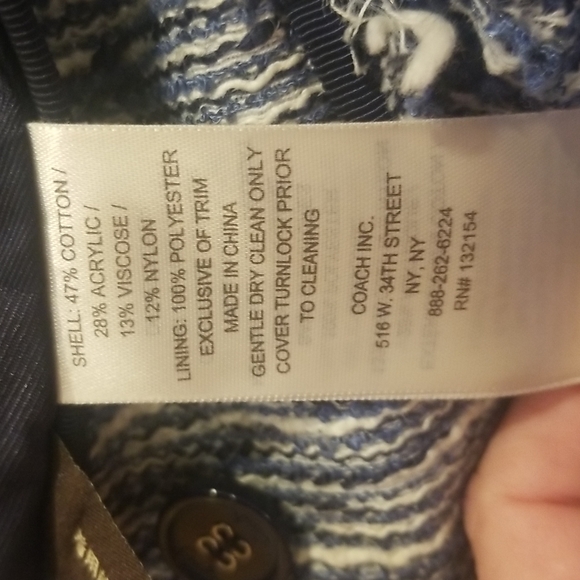 SHELL: 47% COTTON /
28% ACRYLIC /
13% VISCOSE /
12% NYLON
LINING: 100% POLYESTER
EXCLUSIVE OF TRIM
MADE IN CHINA
GENTLE DRY CLEAN ONLY
COVER TURNLOCK PRIOR
TO CLEANING
COACH INC.
516 W. 34TH STREET
NY, NY
888-262-6224
RN# 132154